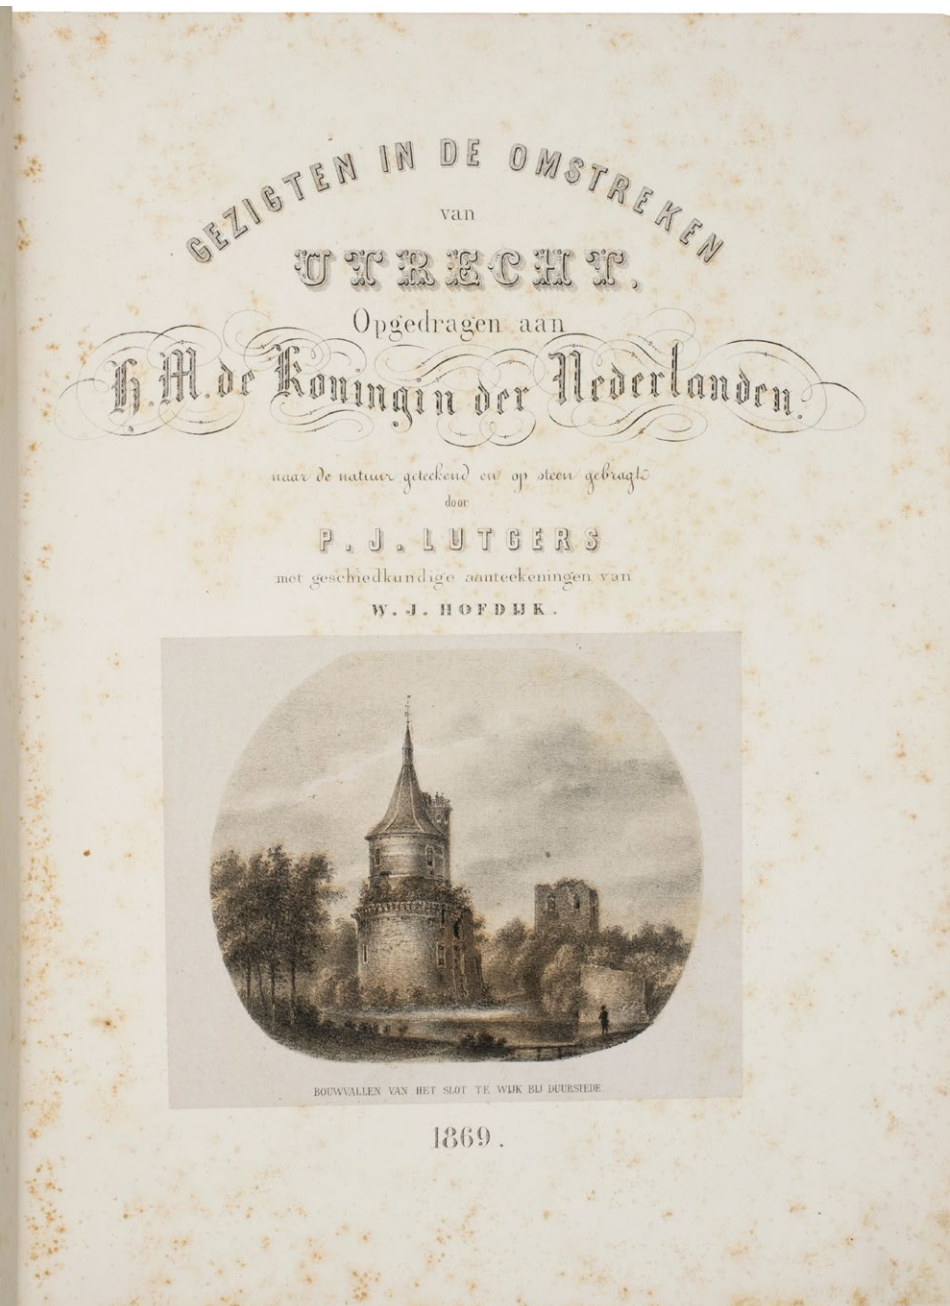 GEZIGTEN IN DE OMSTREKEN
van
UTRECHT.
Opgedragen aan
H.M. de Koningin der Nederlanden.
naar de natuur geteekend en op steen gebragt
door
P. J. LUTGERS
met geschiedkundige aanteekeningen van
W. J. HOFDIJK.
BOUWVALLEN VAN HET SLOT TE WIJK BIJ DUURSTEDE
1869.